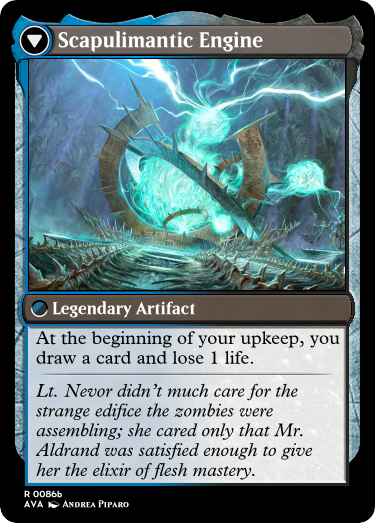 Scapulimantic Engine
Legendary Artifact
At the beginning of your upkeep, you
draw a card and lose 1 life.
Lt. Nevor didn't much care for the
strange edifice the zombies were
assembling; she cared only that Mr.
Aldrand was satisfied enough to give
her the elixir of flesh mastery.
R 0086b
AVA Andrea Piparo